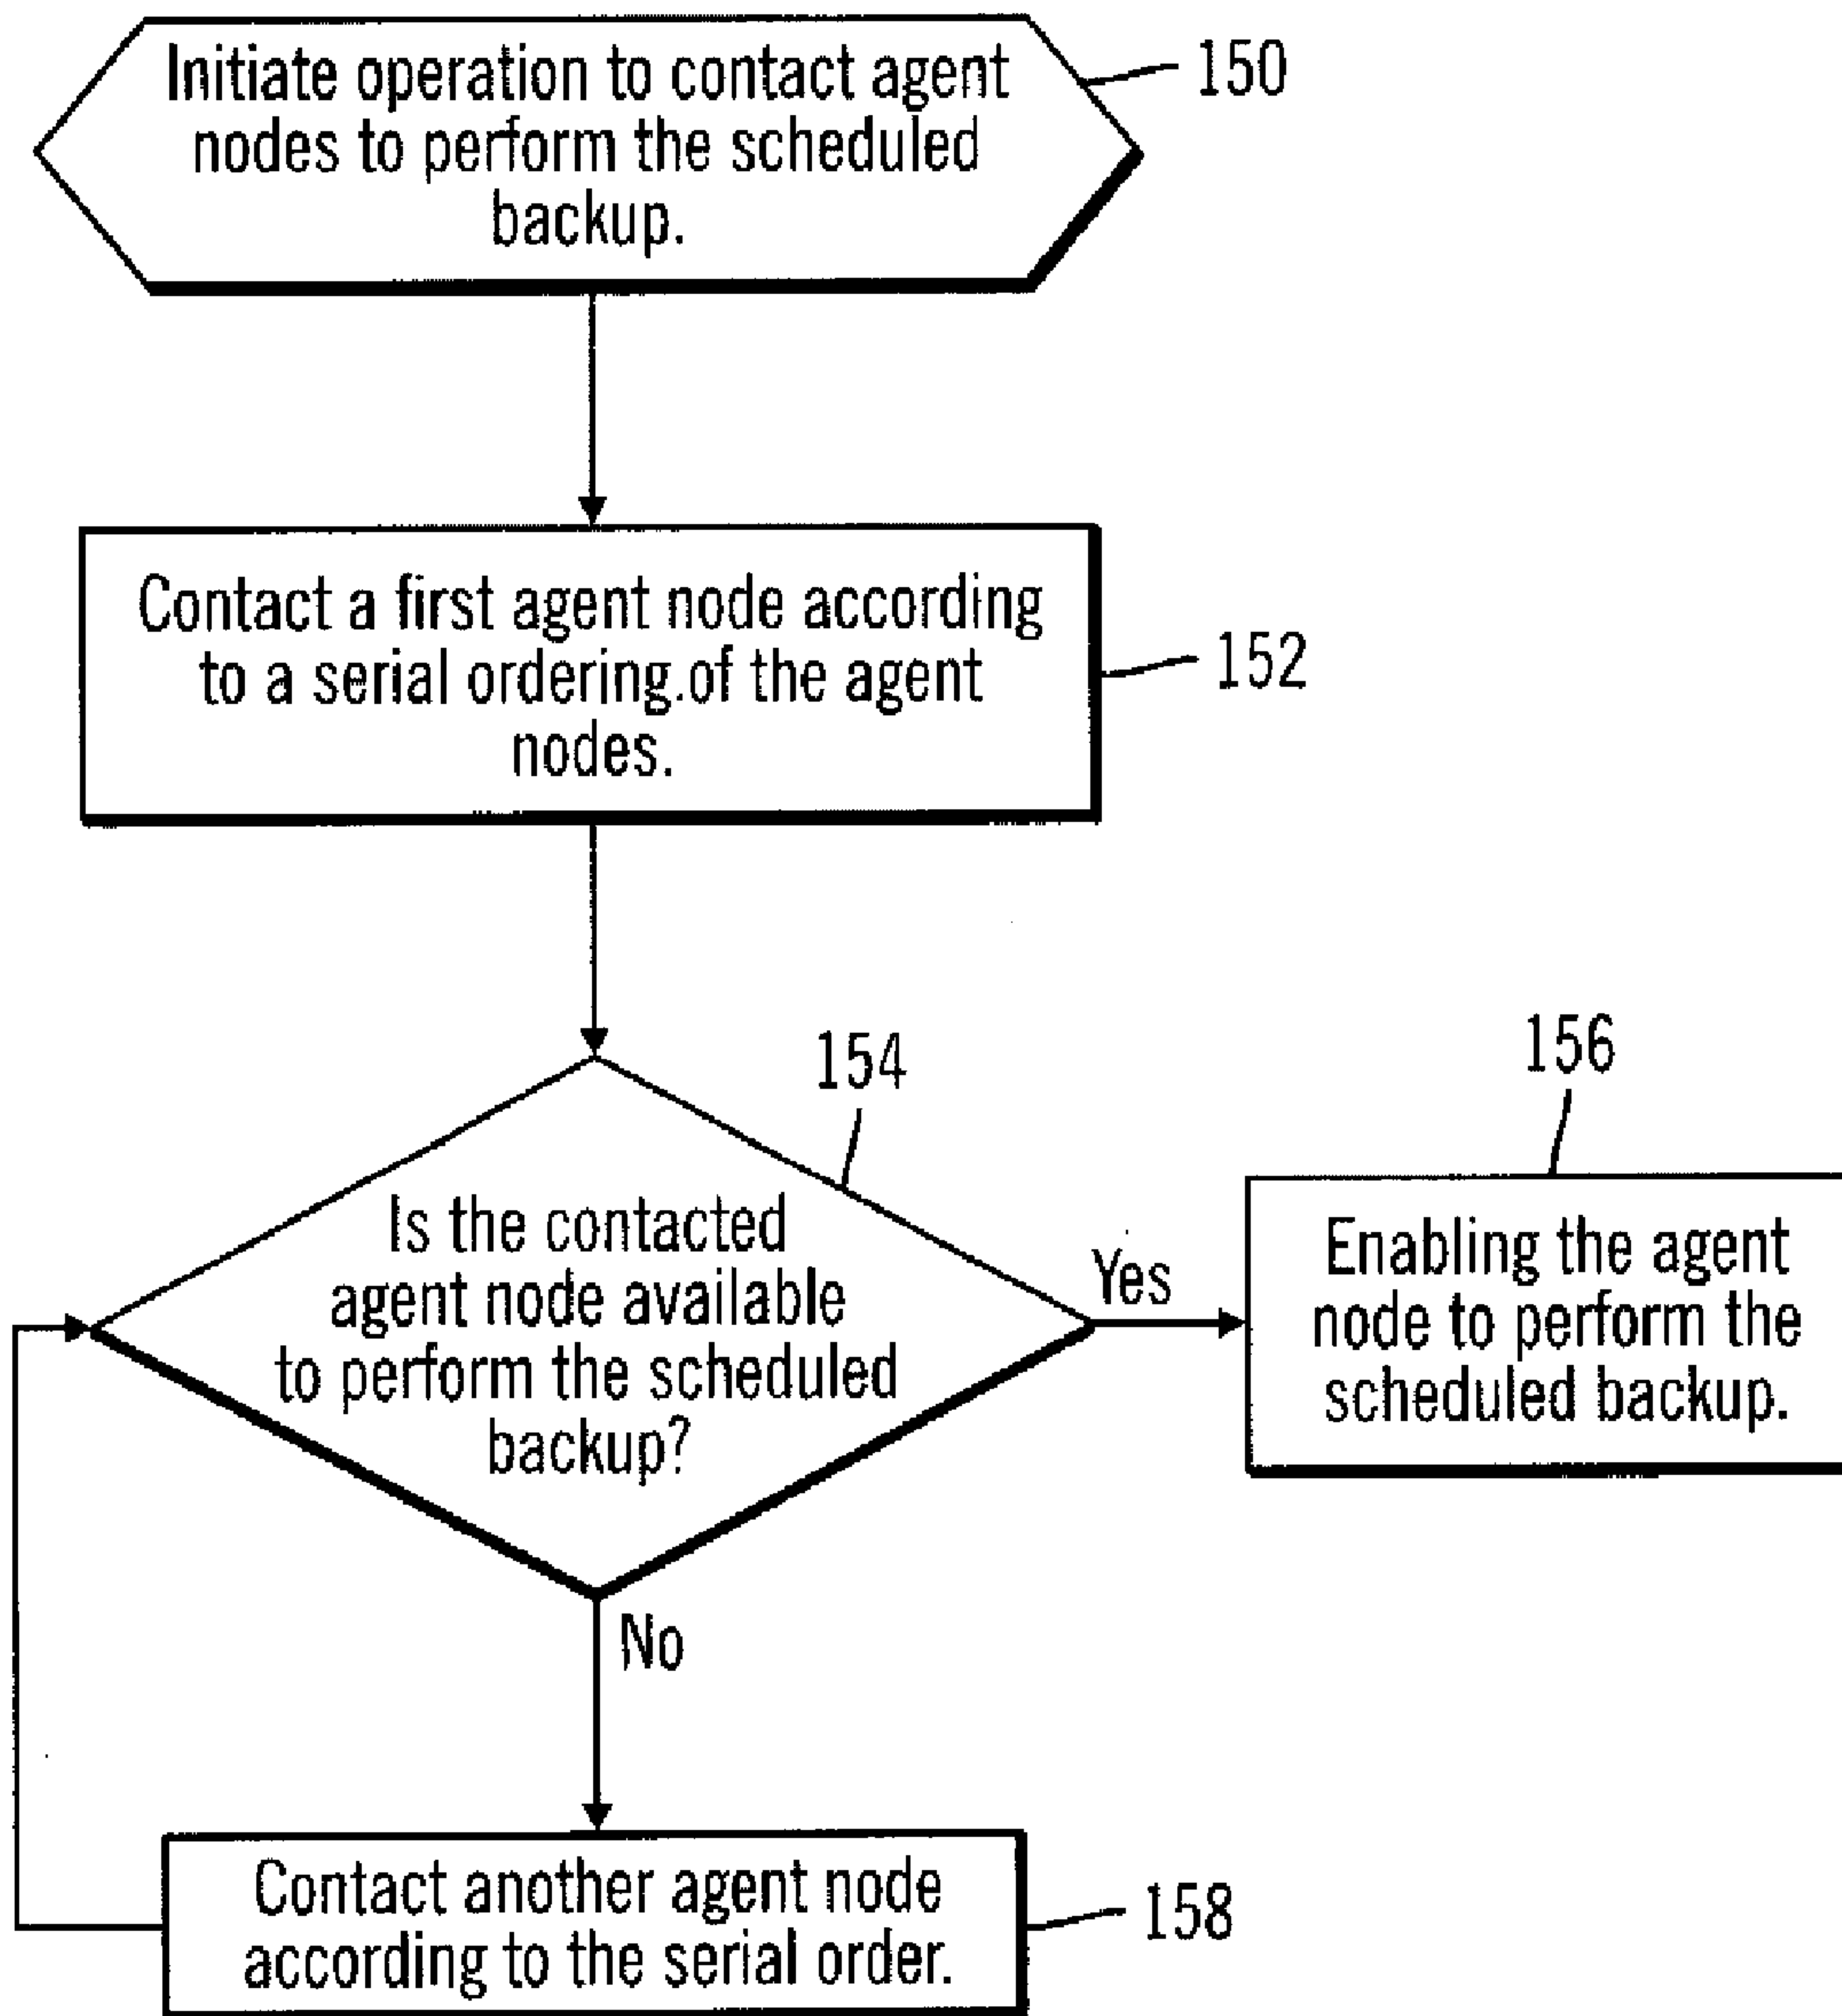 Initiate operation to contact agent
nodes to perform the scheduled
backup.
150
Contact a first agent node according
to a serial ordering.of the agent
nodes.
152
154
Is the contacted
agent node available
to perform the scheduled
backup?
Yes
156
Enabling the agent
node to perform the
scheduled backup.
No
Contact another agent node
according to the serial order.
158